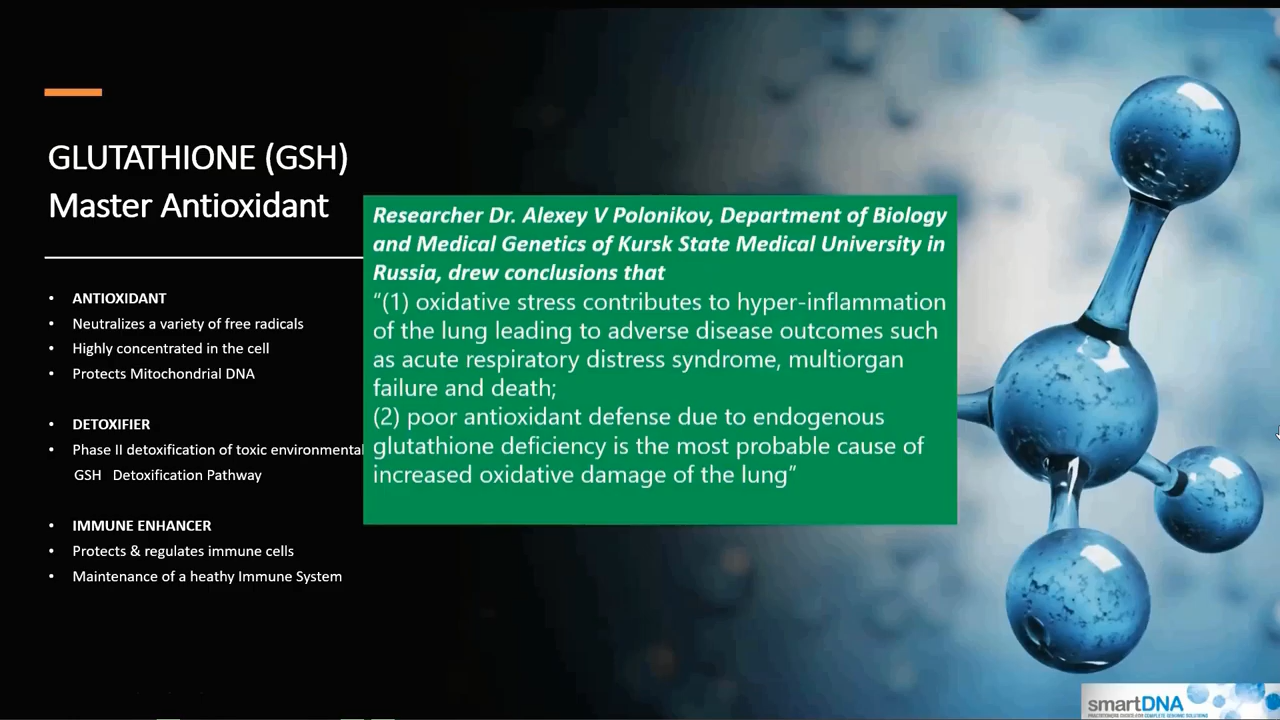 GLUTATHIONE (GSH)
Master Antioxidant
• ANTIOXIDANT
• Neutralizes a variety of free radicals
• Highly concentrated in the cell
• Protects Mitochondrial DNA
• DETOXIFIER
• Phase II detoxification of toxic environmental
GSH Detoxification Pathway
• IMMUNE ENHANCER
• Protects & regulates immune cells
• Maintenance of a heathy Immune System
Researcher Dr. Alexey V Polonikov, Department of Biology
and Medical Genetics of Kursk State Medical University in
Russia, drew conclusions that
“(1) oxidative stress contributes to hyper-inflammation
of the lung leading to adverse disease outcomes such
as acute respiratory distress syndrome, multiorgan
failure and death;
(2) poor antioxidant defense due to endogenous
glutathione deficiency is the most probable cause of
increased oxidative damage of the lung”
smartDNA